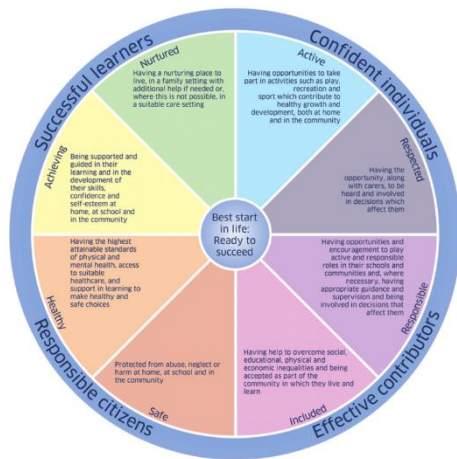 Successful learners
Confident individuals
Nurtured
Having a nurturing place to
live, in a family setting with
additional help if needed or,
where this is not possible, in
a suitable care setting
Active
Having opportunities to take
part in activities such as play,
recreation and
sport which contribute to
healthy growth and
development, both at home
and in the community
Achieving
Being supported and
guided in their
learning and in the
development of
their skills,
confidence and
self-esteem at
home, at school and
in the community
Respected
Having the
opportunity, along
with carers, to be
heard and involved
in decisions which
affect them
Best start
in life:
Ready to
succeed
Healthy
Having the highest
attainable standards
of physical and
mental health, access
to suitable
healthcare, and
support in learning to
make healthy and
safe choices
Responsible
Having opportunities and
encouragement to play
active and responsible
roles in their schools and
communities and, where
necessary, having
appropriate guidance and
supervision and being
involved in decisions that
affect them
Safe
Protected from abuse, neglect or
harm at home, at school and in
the community
Included
Having help to overcome social,
educational, physical and
economic inequalities and being
accepted as part of the
community in which they live and
learn
Responsible citizens
Effective contributors